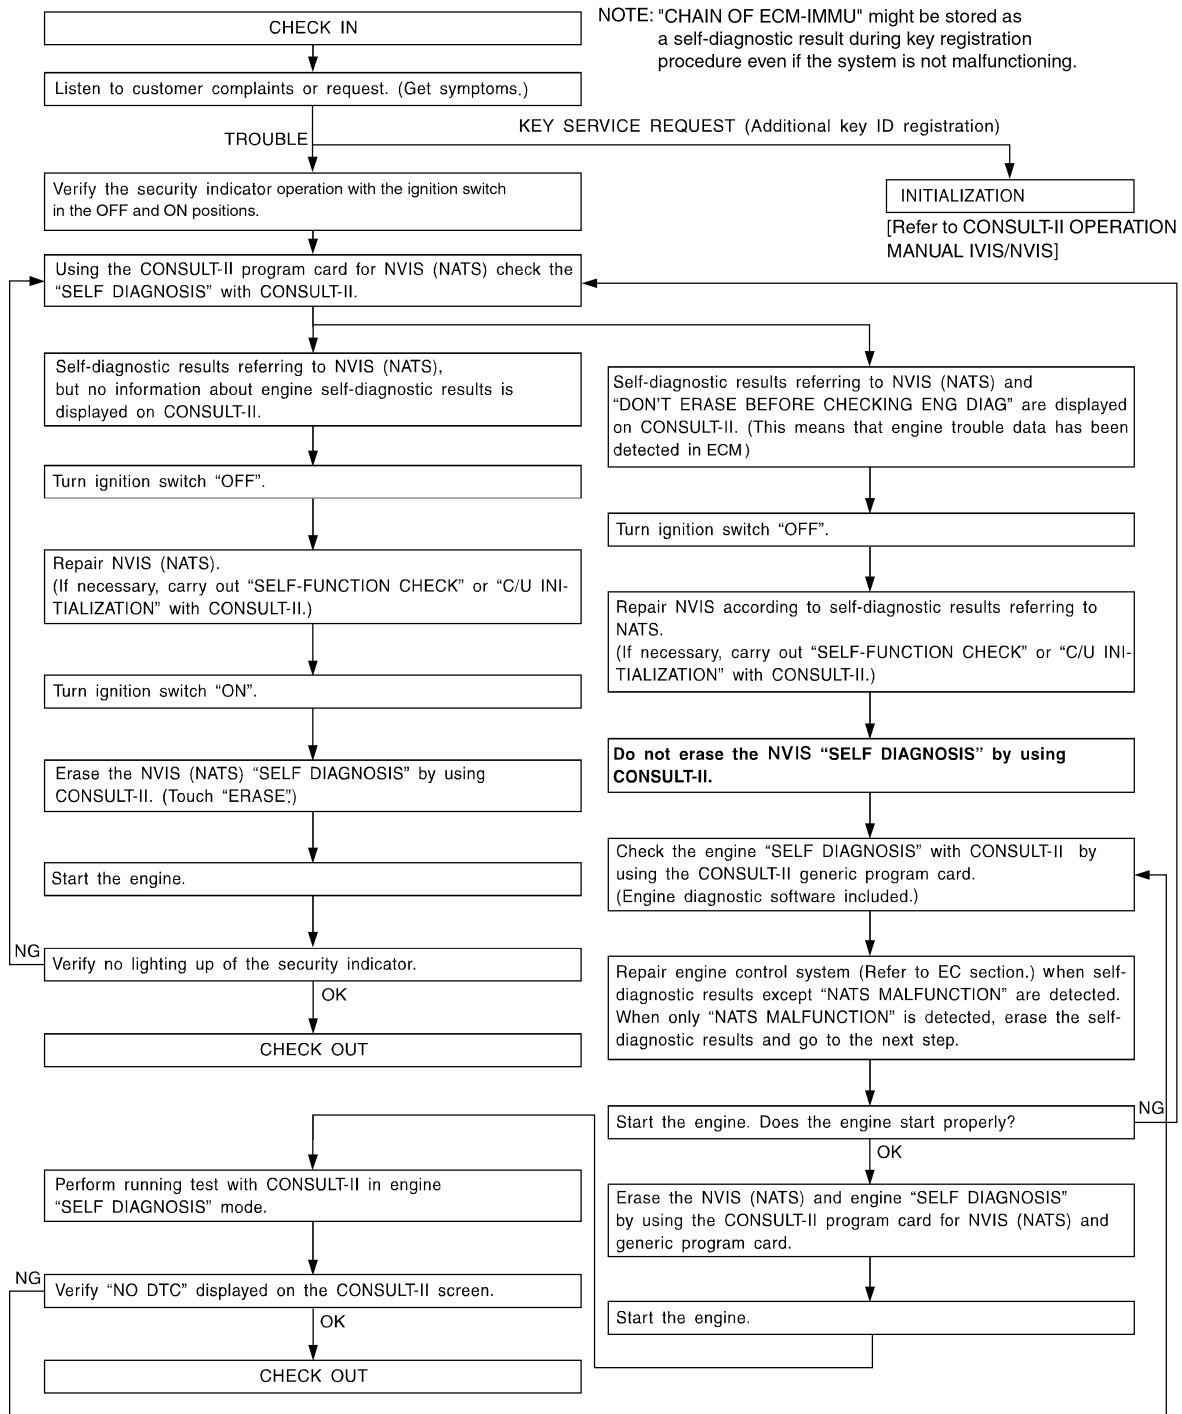 CHECK IN
NOTE: "CHAIN OF ECM-IMMU" might be stored as
a self-diagnostic result during key registration
procedure even if the system is not malfunctioning.
Listen to customer complaints or request. (Get symptoms.)
TROUBLE
KEY SERVICE REQUEST (Additional key ID registration)
Verify the security indicator operation with the ignition switch
in the OFF and ON positions.
INITIALIZATION
[Refer to CONSULT-II OPERATION
MANUAL IVIS/NVIS]
Using the CONSULT-II program card for NVIS (NATS) check the
“SELF DIAGNOSIS” with CONSULT-II.
Self-diagnostic results referring to NVIS (NATS),
but no information about engine self-diagnostic results is
displayed on CONSULT-II.
Turn ignition switch “OFF”.
Repair NVIS (NATS).
(If necessary, carry out “SELF-FUNCTION CHECK” or “C/U INI-
TIALIZATION” with CONSULT-II.)
Turn ignition switch “ON”.
Erase the NVIS (NATS) “SELF DIAGNOSIS” by using
CONSULT-II. (Touch “ERASE”.)
Start the engine.
NG
Verify no lighting up of the security indicator.
OK
CHECK OUT
Self-diagnostic results referring to NVIS (NATS) and
“DON’T ERASE BEFORE CHECKING ENG DIAG” are displayed
on CONSULT-II. (This means that engine trouble data has been
detected in ECM)
Turn ignition switch “OFF”.
Repair NVIS according to self-diagnostic results referring to
NATS.
(If necessary, carry out “SELF-FUNCTION CHECK” or “C/U INI-
TIALIZATION” with CONSULT-II.)
Do not erase the NVIS “SELF DIAGNOSIS” by using
CONSULT-II.
Check the engine “SELF DIAGNOSIS” with CONSULT-II by
using the CONSULT-II generic program card.
(Engine diagnostic software included.)
Repair engine control system (Refer to EC section.) when self-
diagnostic results except “NATS MALFUNCTION” are detected.
When only “NATS MALFUNCTION” is detected, erase the self-
diagnostic results and go to the next step.
Start the engine. Does the engine start properly?
NG
OK
Erase the NVIS (NATS) and engine “SELF DIAGNOSIS”
by using the CONSULT-II program card for NVIS (NATS) and
generic program card.
Start the engine.
Perform running test with CONSULT-II in engine
“SELF DIAGNOSIS” mode.
NG
Verify “NO DTC” displayed on the CONSULT-II screen.
OK
CHECK OUT